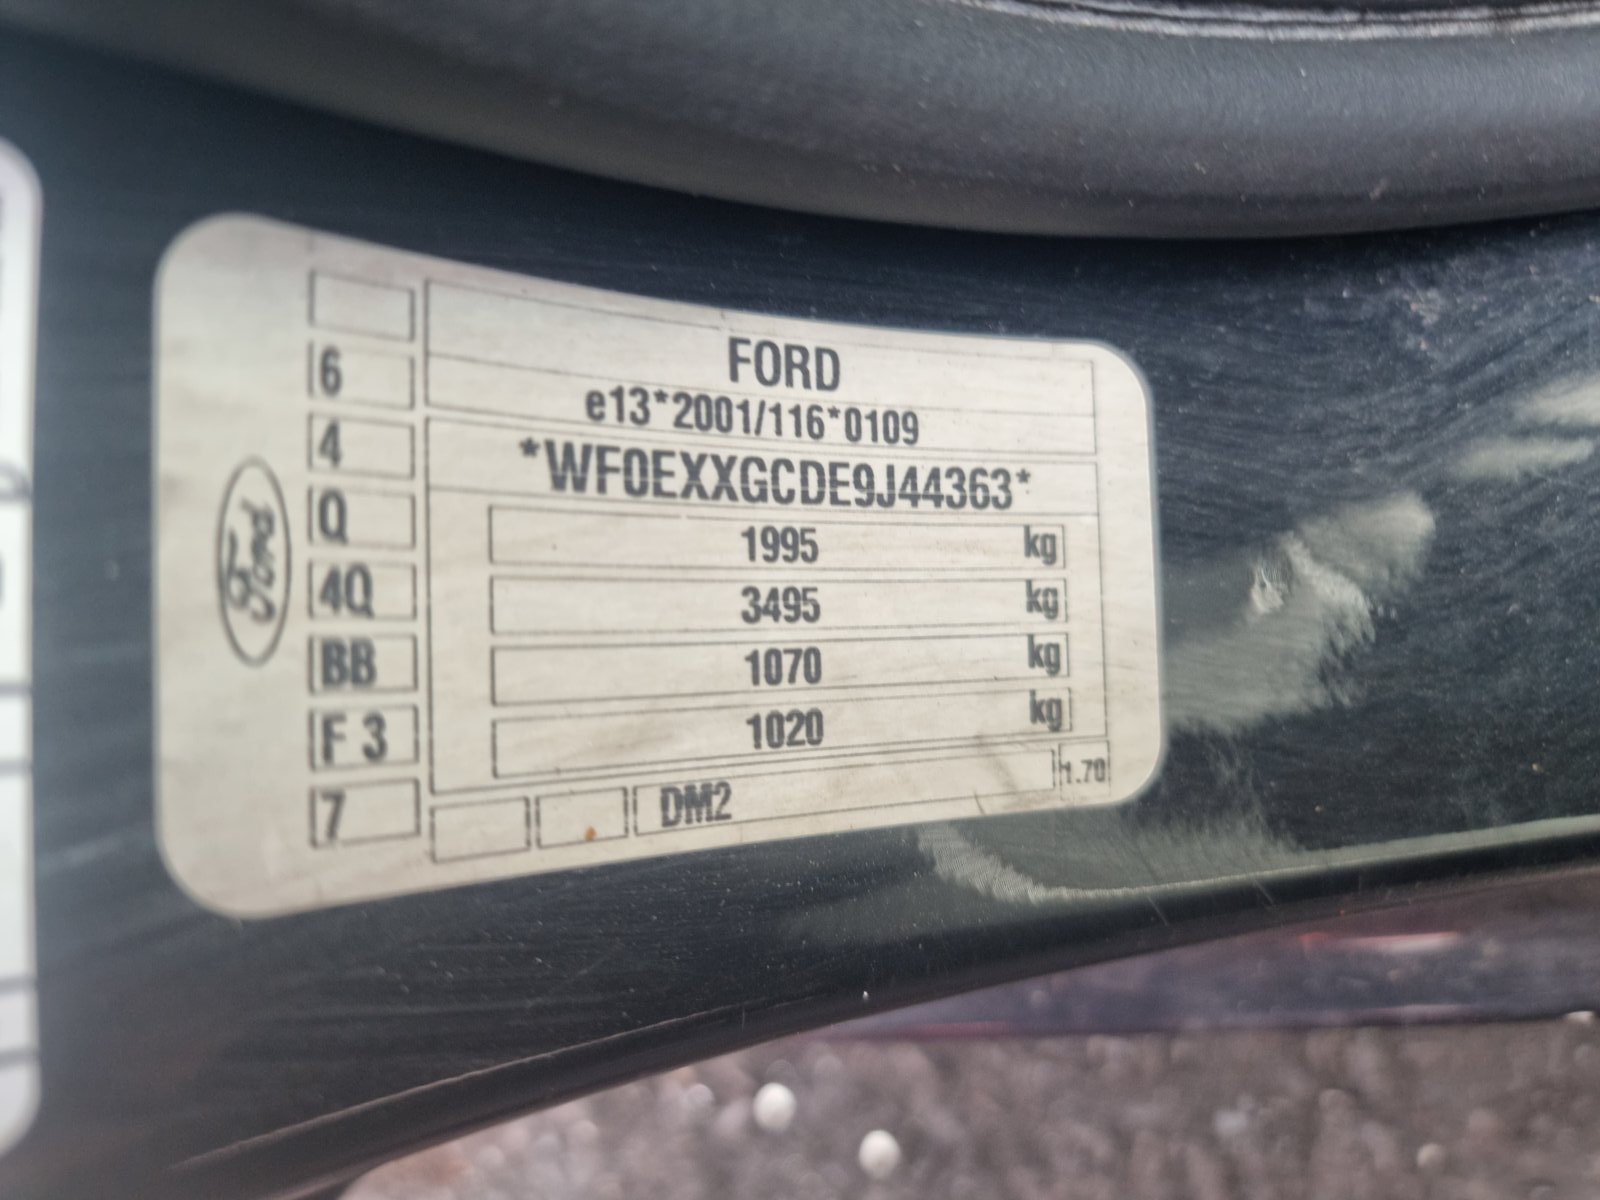 FORD
e13*2001/116*0109
*WF0EXXGCDE9J44363*
1995 kg
3495 kg
1070 kg
1020 kg
DM2
1.70
6
4
Q
4Q
BB
F 3
7
Ford